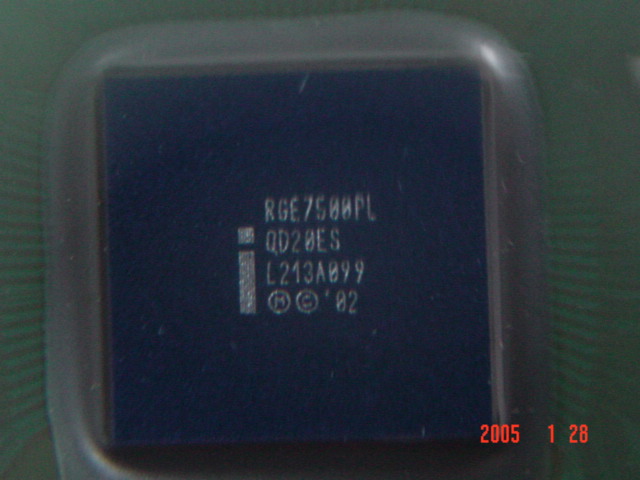 RGE7500PL
QD20ES
L213A099
Ⓜ © '02
2005 1 28